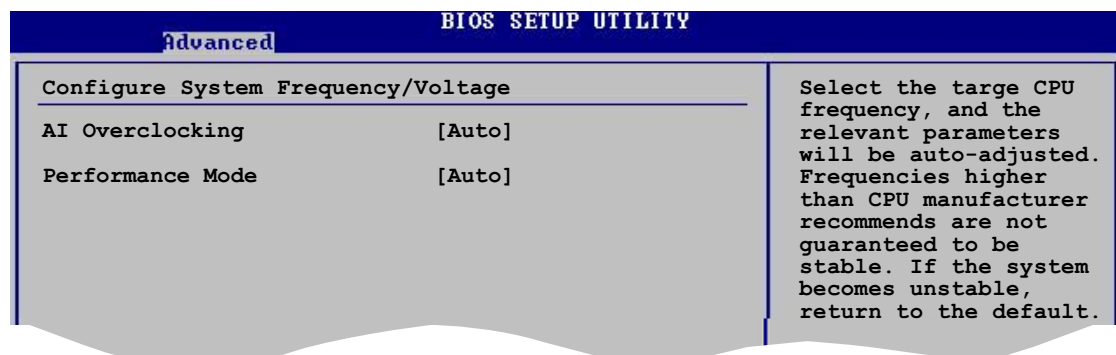 BIOS SETUP UTILITY
Advanced
Configure System Frequency/Voltage
AI Overclocking [Auto]
Performance Mode [Auto]
Select the targe CPU
frequency, and the
relevant parameters
will be auto-adjusted.
Frequencies higher
than CPU manufacturer
recommends are not
guaranteed to be
stable. If the system
becomes unstable,
return to the default.